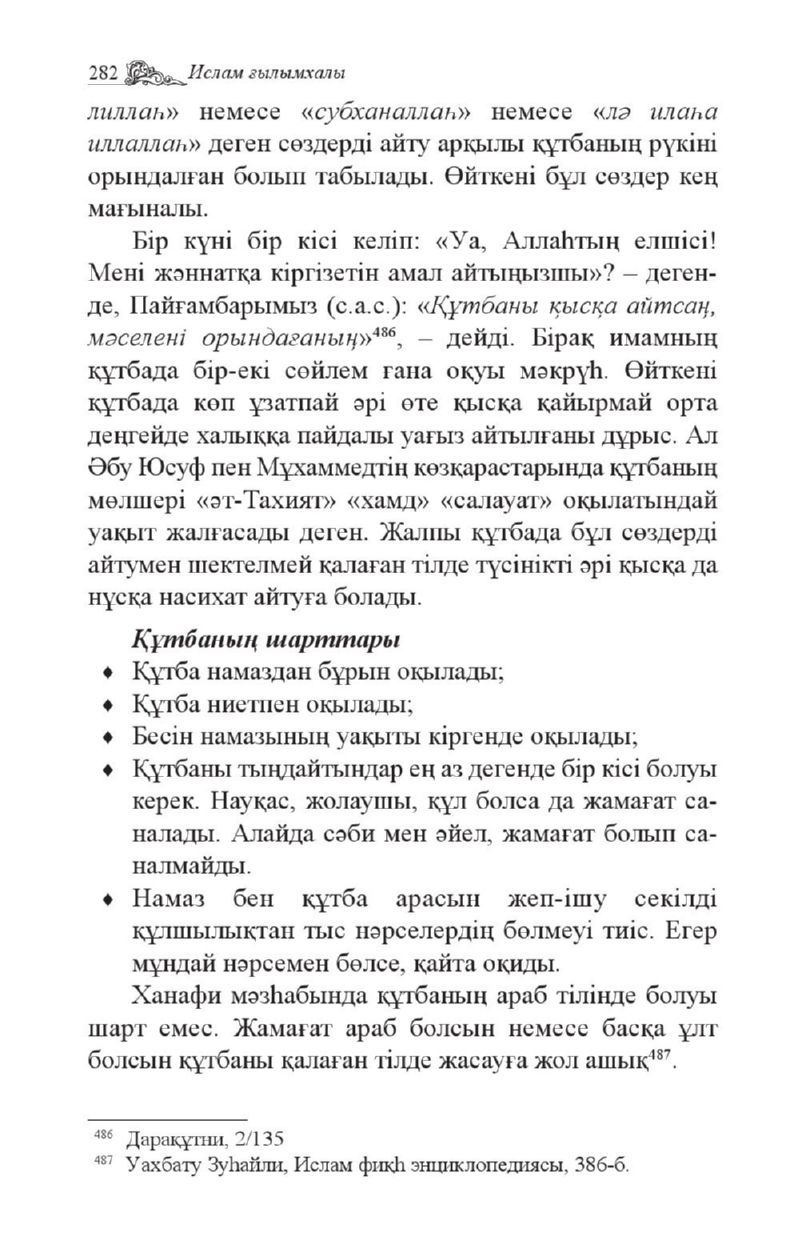 282 Ислам ғылымхалы
лиллаһ» немесе «субханаллаһ» немесе «лә илаһа
иллаллаһ» деген сөздерді айту арқылы құтбаның рүкіні
орындалған болып табылады. Өйткені бұл сөздер кең
мағыналы.
Бір күні бір кісі келіп: «Уа, Аллаһтың елшісі!
Мені жәннатқа кіргізетін амал айтыңызшы»? – деген-
де, Пайғамбарымыз (с.а.с.): «Құтбаны қысқа айтсаң,
мәселені орындағаның»486, – дейді. Бірақ имамның
құтбада бір-екі сөйлем ғана оқуы мәкрүһ. Өйткені
құтбада көп ұзатпай әрі өте қысқа қайырмай орта
деңгейде халыққа пайдалы уағыз айтылғаны дұрыс. Ал
Әбу Юсуф пен Мұхаммедтің көзқарастарында құтбаның
мөлшері «әт-Тахият» «хамд» «салауат» оқылатындай
уақыт жалғасады деген. Жалпы құтбада бұл сөздерді
айтумен шектелмей қалаған тілде түсінікті әрі қысқа да
нұсқа насихат айтуға болады.
Құтбаның шарттары
♦ Құтба намаздан бұрын оқылады;
♦ Құтба ниетпен оқылады;
♦ Бесін намазының уақыты кіргенде оқылады;
♦ Құтбаны тыңдайтындар ең аз дегенде бір кісі болуы
керек. Науқас, жолаушы, құл болса да жамағат са-
налады. Алайда сәби мен әйел, жамағат болып са-
налмайды.
♦ Намаз бен құтба арасын жеп-ішу секілді
құлшылықтан тыс нәрселердің бөлмеуі тиіс. Егер
мұндай нәрсемен бөлсе, қайта оқиды.
Ханафи мәзһабында құтбаның араб тілінде болуы
шарт емес. Жамағат араб болсын немесе басқа ұлт
болсын құтбаны қалаған тілде жасауға жол ашық487.
486 Дарақұтни, 2/135
487 Уахбату Зуһайли, Ислам фиқһ энциклопедиясы, 386-б.